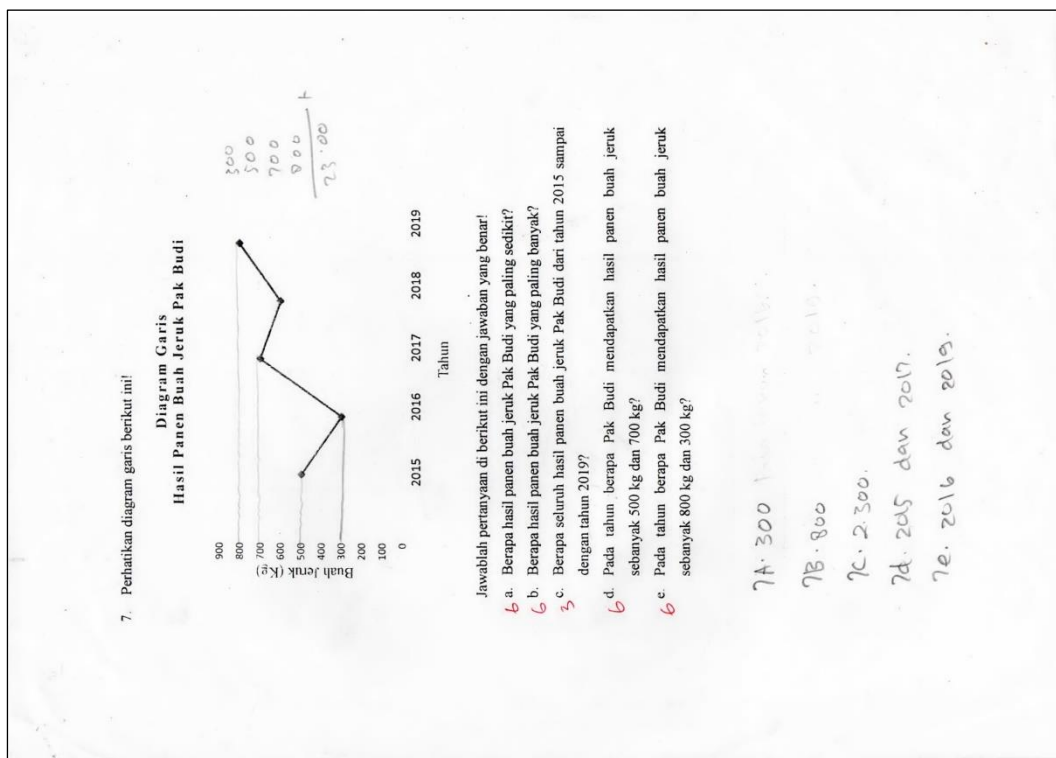 7. Perhatikan diagram garis berikut ini!
Diagram Garis
Hasil Panen Buah Jeruk Pak Budi
900
800
700
600
500
400
300
200
100
0
Buah Jeruk (Kg)
2015 2016 2017 2018 2019
Tahun
300
500
700
800 +
23.00
Jawablah pertanyaan di berikut ini dengan jawaban yang benar!
6 a. Berapa hasil panen buah jeruk Pak Budi yang paling sedikit?
6 b. Berapa hasil panen buah jeruk Pak Budi yang paling banyak?
3 c. Berapa seluruh hasil panen buah jeruk Pak Budi dari tahun 2015 sampai
dengan tahun 2019?
6 d. Pada tahun berapa Pak Budi mendapatkan hasil panen buah jeruk
sebanyak 500 kg dan 700 kg?
6 e. Pada tahun berapa Pak Budi mendapatkan hasil panen buah jeruk
sebanyak 800 kg dan 300 kg?
7A. 300
7B. 800
7C. 2.300.
7d. 2015 dan 2017.
7e. 2016 dan 2019.